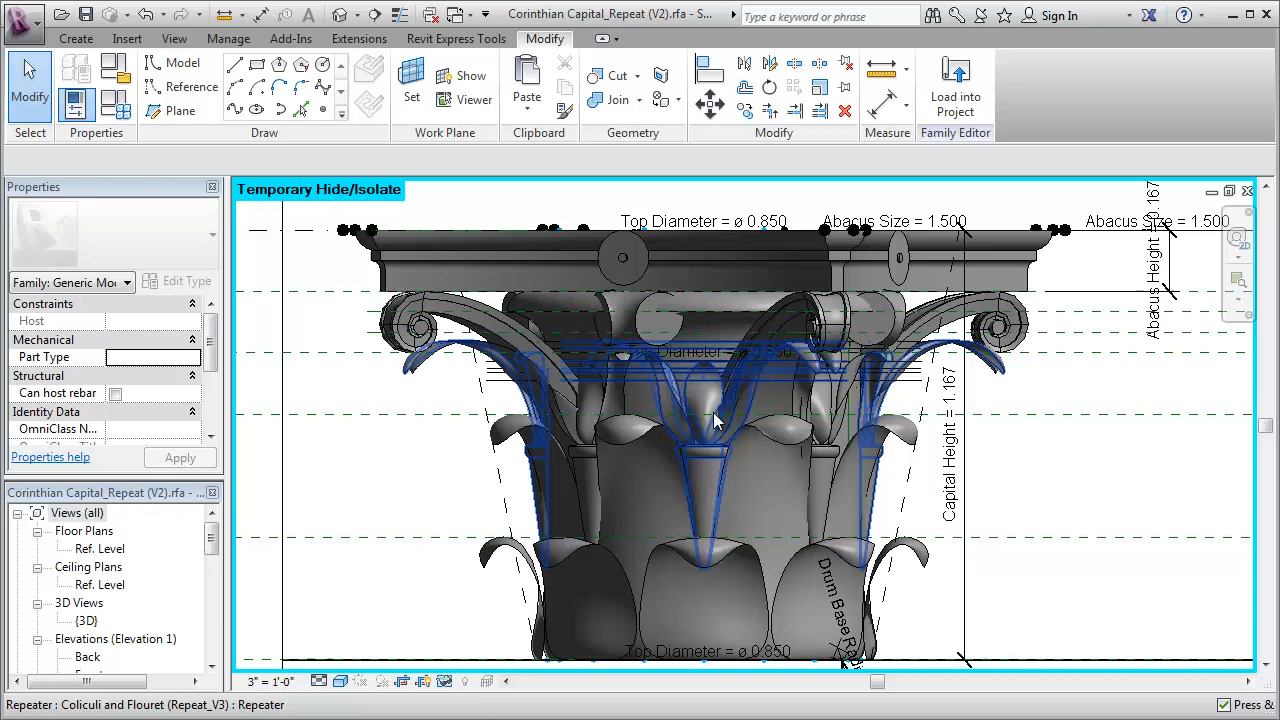 Corinthian Capital_Repeat (V2).rfa - S...
Type a keyword or phrase
Sign In
Create
Insert
View
Manage
Add-Ins
Extensions
Revit Express Tools
Modify
Modify
Model
Reference
Plane
Set
Show
Viewer
Paste
Cut
Join
Load into
Project
Select
Properties
Draw
Work Plane
Clipboard
Geometry
Modify
Measure
Family Editor
Properties
Family: Generic Mo
Edit Type
Constraints
Host
Mechanical
Part Type
Structural
Can host rebar
Identity Data
OmniClass N...
Properties help
Apply
Corinthian Capital_Repeat (V2).rfa - ...
Views (all)
Floor Plans
Ref. Level
Ceiling Plans
Ref. Level
3D Views
{3D}
Elevations (Elevation 1)
Back
Temporary Hide/Isolate
Top Diameter = ø 0.850
Abacus Size = 1.500
Abacus Size = 1.500
Abacus Height = 0.167
2D
Top Diameter = ø 0.850
Capital Height = 1.167
Drum Base Radi
Top Diameter = ø 0.850
3" = 1'-0"
Repeater : Coliculi and Flouret (Repeat_V3) : Repeater
Press &